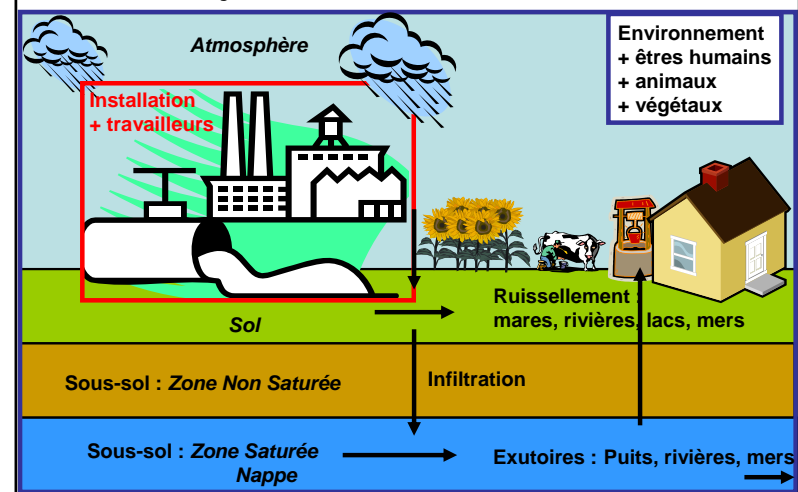 Atmosphère
Environnement
+ êtres humains
+ animaux
+ végétaux
Installation
+ travailleurs
Ruissellement :
mares, rivières, lacs, mers
Sol
Sous-sol : Zone Non Saturée
Infiltration
Sous-sol : Zone Saturée
Nappe
Exutoires : Puits, rivières, mers